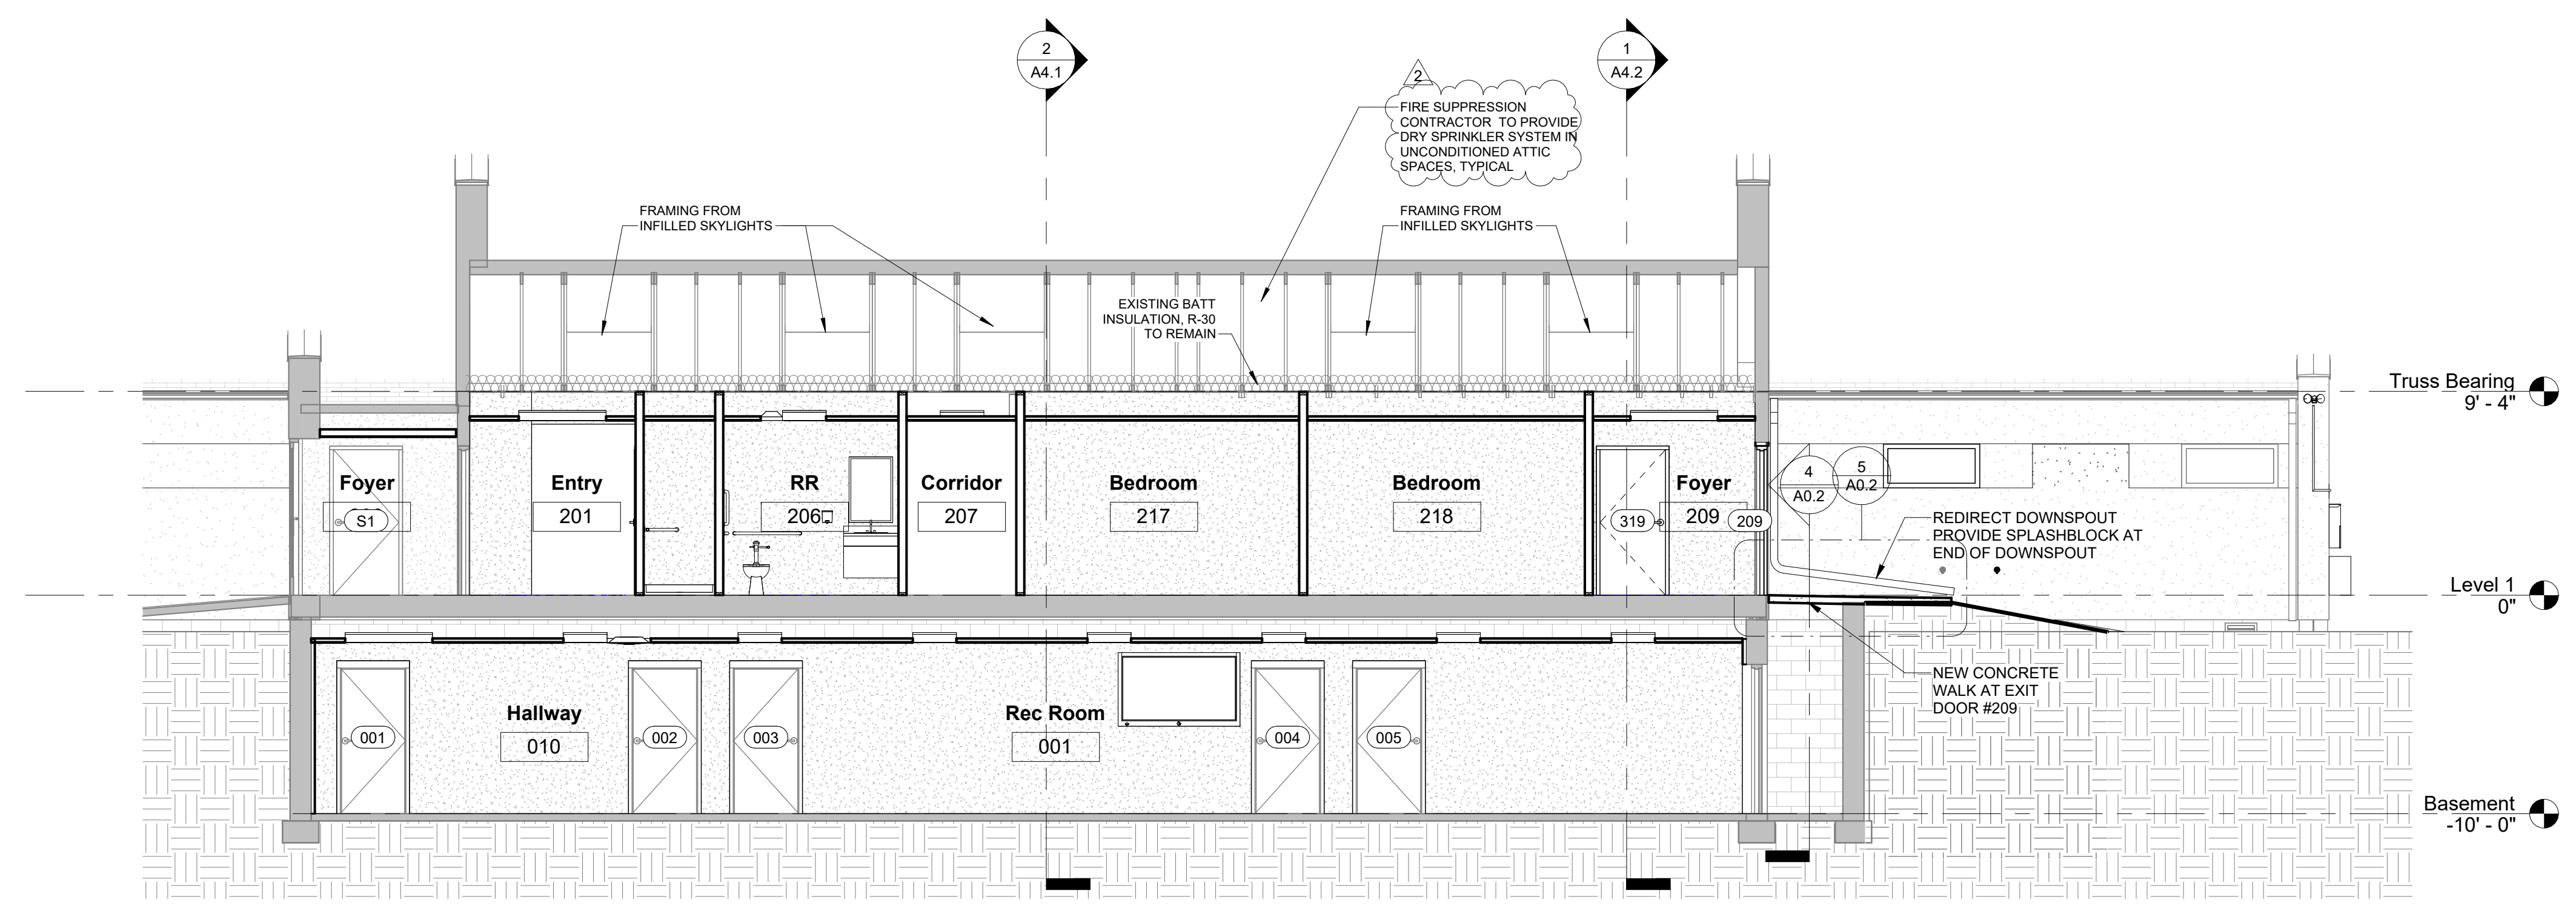 2
A4.1
1
A4.2
2
FIRE SUPPRESSION
CONTRACTOR TO PROVIDE
DRY SPRINKLER SYSTEM IN
UNCONDITIONED ATTIC
SPACES, TYPICAL
FRAMING FROM
INFILLED SKYLIGHTS
FRAMING FROM
INFILLED SKYLIGHTS
EXISTING BATT
INSULATION, R-30
TO REMAIN
Truss Bearing
9' - 4"
Foyer
S1
Entry
201
RR
206
Corridor
207
Bedroom
217
Bedroom
218
319
Foyer
209
209
4
A0.2
5
A0.2
REDIRECT DOWNSPOUT
PROVIDE SPLASHBLOCK AT
END OF DOWNSPOUT
Level 1
0"
NEW CONCRETE
WALK AT EXIT
DOOR #209
001
Hallway
010
002
003
Rec Room
001
004
005
Basement
-10' - 0"